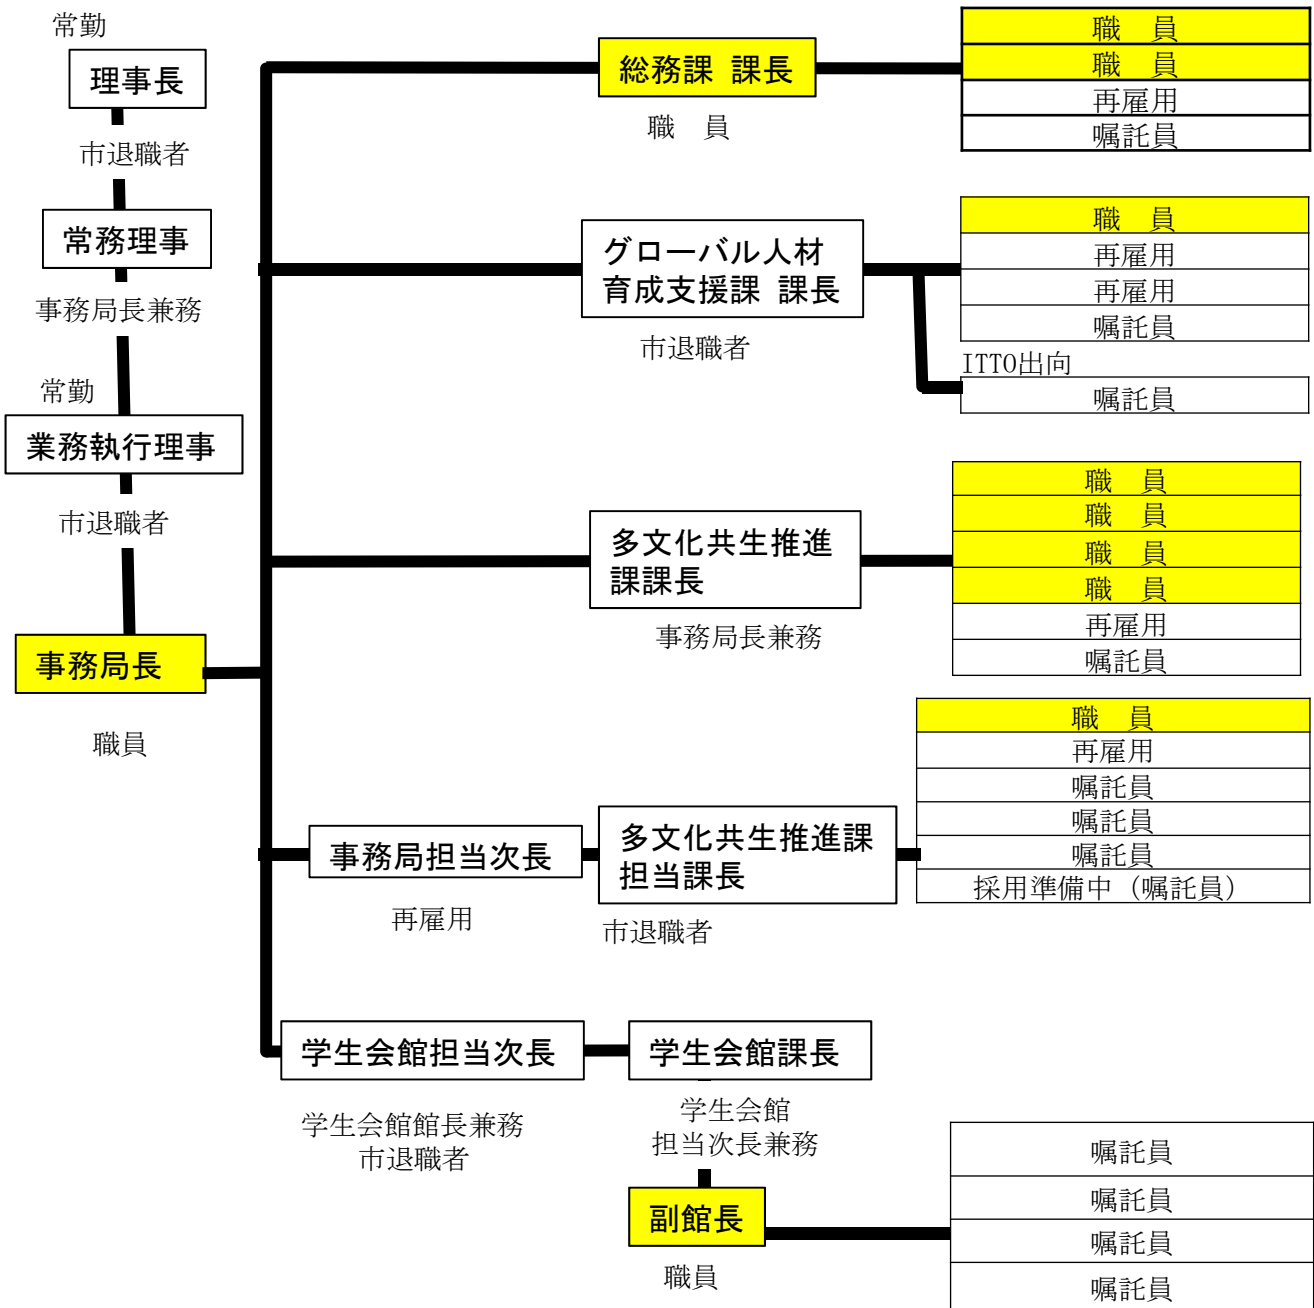 常勤
理事長
市退職者
常務理事
事務局長兼務
常勤
業務執行理事
市退職者
事務局長
職員
総務課 課長
職　員
職　員
職　員
再雇用
嘱託員
グローバル人材
育成支援課 課長
市退職者
職　員
再雇用
再雇用
嘱託員
ITTO出向
嘱託員
多文化共生推進
課課長
事務局長兼務
職　員
職　員
職　員
職　員
再雇用
嘱託員
事務局担当次長
再雇用
多文化共生推進課
担当課長
市退職者
職　員
再雇用
嘱託員
嘱託員
嘱託員
採用準備中（嘱託員）
学生会館担当次長
学生会館館長兼務
市退職者
学生会館課長
学生会館
担当次長兼務
副館長
職員
嘱託員
嘱託員
嘱託員
嘱託員